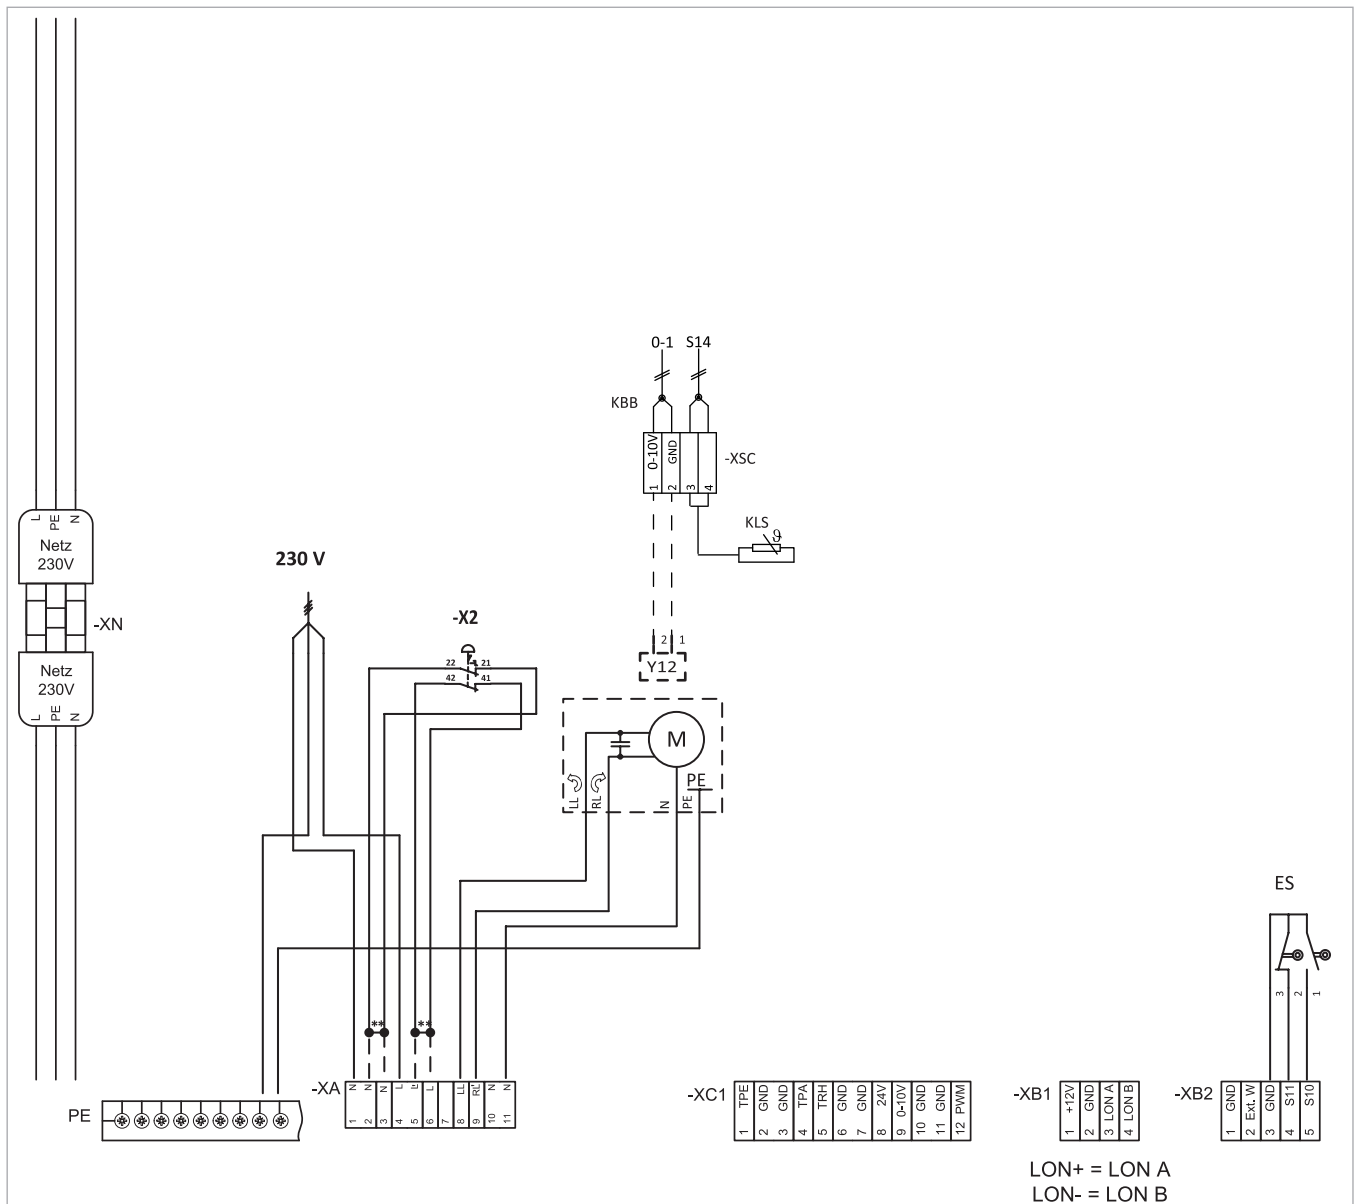 0-1 S14
KBB
0-10V GND
-XSC
1 2 3 4
KLS
ϑ
L PE N
Netz
230V
-XN
Netz
230V
L PE N
230 V
-X2
22 21
42 41
2 1
Y12
M
PE
LL RL N PE
ES
3 2 1
** **
-XA
N N N L L L LL RL N N
1 2 3 4 5 6 7 8 9 10 11
PE
-XC1
1 TPE
2 GND
3 GND
4 TPA
5 TRH
6 GND
7 GND
8 24V
9 0-10V
10 GND
11 GND
12 PWM
-XB1
1 +12V
2 GND
3 LON A
4 LON B
-XB2
1 GND
2 Ext. W
3 GND
4 S11
5 S10
LON+ = LON A
LON- = LON B